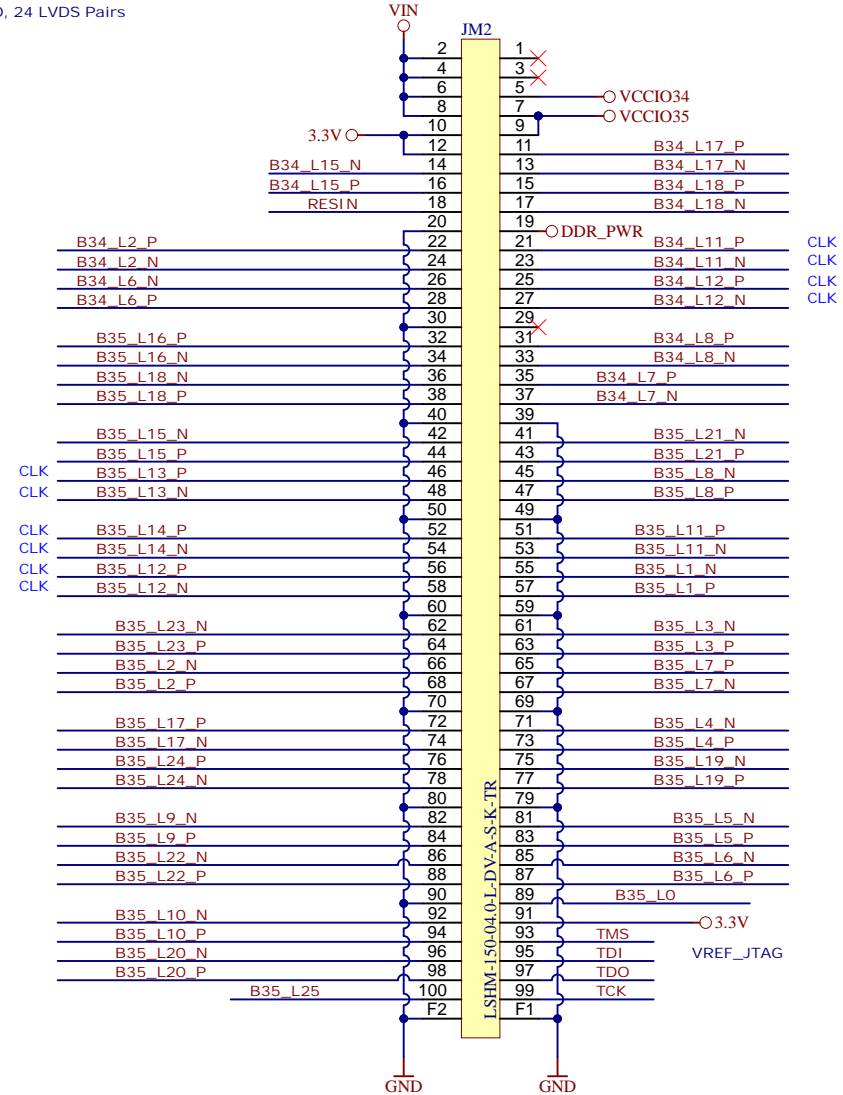 ), 24 LVDS Pairs
VIN
JM2
2 1
4 3
6 5 VCCIO34
8 7 VCCIO35
3.3V 10 9
12 11 B34_L17_P
B34_L15_N 14 13 B34_L17_N
B34_L15_P 16 15 B34_L18_P
RESIN 18 17 B34_L18_N
20 19 DDR_PWR
B34_L2_P 22 21 B34_L11_P CLK
B34_L2_N 24 23 B34_L11_N CLK
B34_L6_N 26 25 B34_L12_P CLK
B34_L6_P 28 27 B34_L12_N CLK
30 29
B35_L16_P 32 31 B34_L8_P
B35_L16_N 34 33 B34_L8_N
B35_L18_N 36 35 B34_L7_P
B35_L18_P 38 37 B34_L7_N
40 39
B35_L15_N 42 41 B35_L21_N
B35_L15_P 44 43 B35_L21_P
CLK B35_L13_P 46 45 B35_L8_N
CLK B35_L13_N 48 47 B35_L8_P
50 49
CLK B35_L14_P 52 51 B35_L11_P
CLK B35_L14_N 54 53 B35_L11_N
CLK B35_L12_P 56 55 B35_L1_N
CLK B35_L12_N 58 57 B35_L1_P
60 59
B35_L23_N 62 61 B35_L3_N
B35_L23_P 64 63 B35_L3_P
B35_L2_N 66 65 B35_L7_P
B35_L2_P 68 67 B35_L7_N
70 69
B35_L17_P 72 71 B35_L4_N
B35_L17_N 74 73 B35_L4_P
B35_L24_P 76 75 B35_L19_N
B35_L24_N 78 77 B35_L19_P
80 79
B35_L9_N 82 81 B35_L5_N
B35_L9_P 84 83 B35_L5_P
B35_L22_N 86 85 B35_L6_N
B35_L22_P 88 87 B35_L6_P
90 89 B35_L0
B35_L10_N 92 91 3.3V
B35_L10_P 94 93 TMS
B35_L20_N 96 95 TDI VREF_JTAG
B35_L20_P 98 97 TDO
B35_L25 100 99 TCK
F2 F1
LSHM-150-04.0-L-DV-A-S-K-TR
GND GND